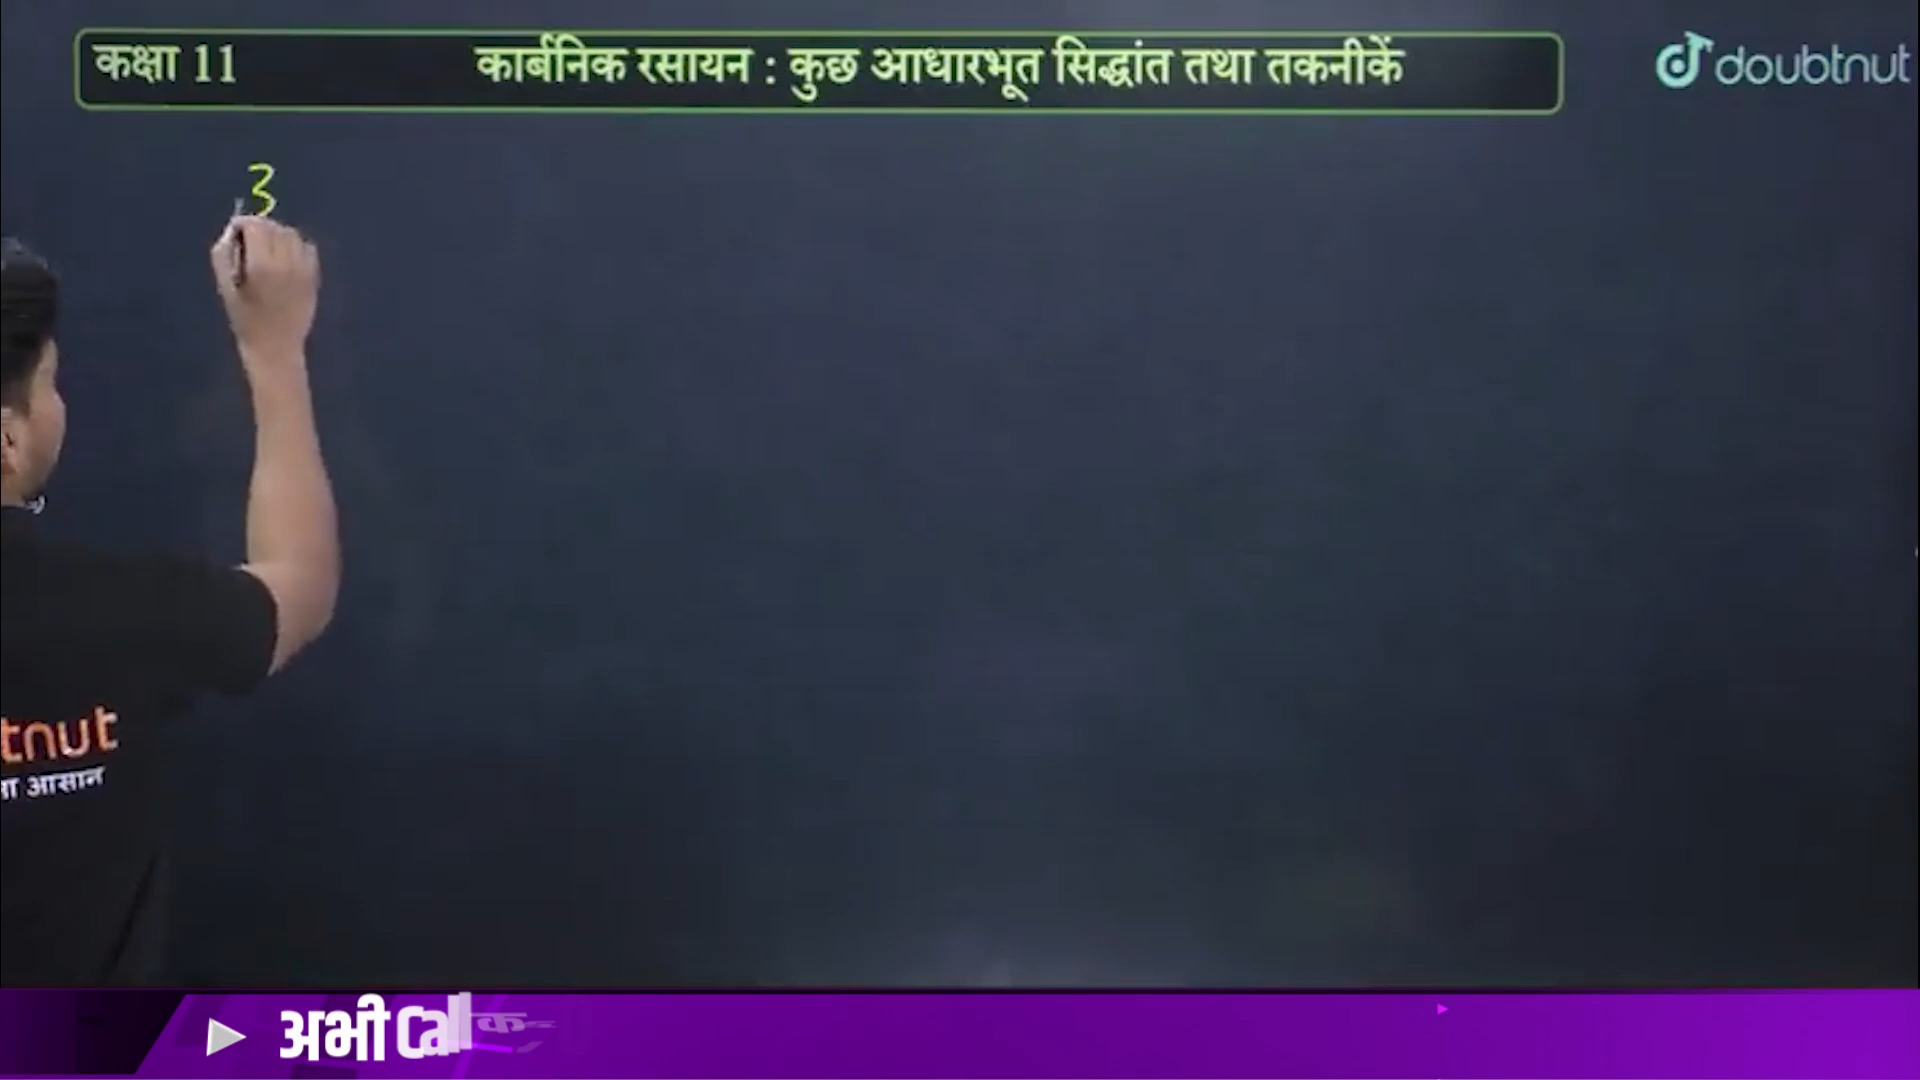 कक्षा 11 कार्बनिक रसायन : कुछ आधारभूत सिद्धांत तथा तकनीकें
doubtnut
3
tnut
आसान
अभी Call